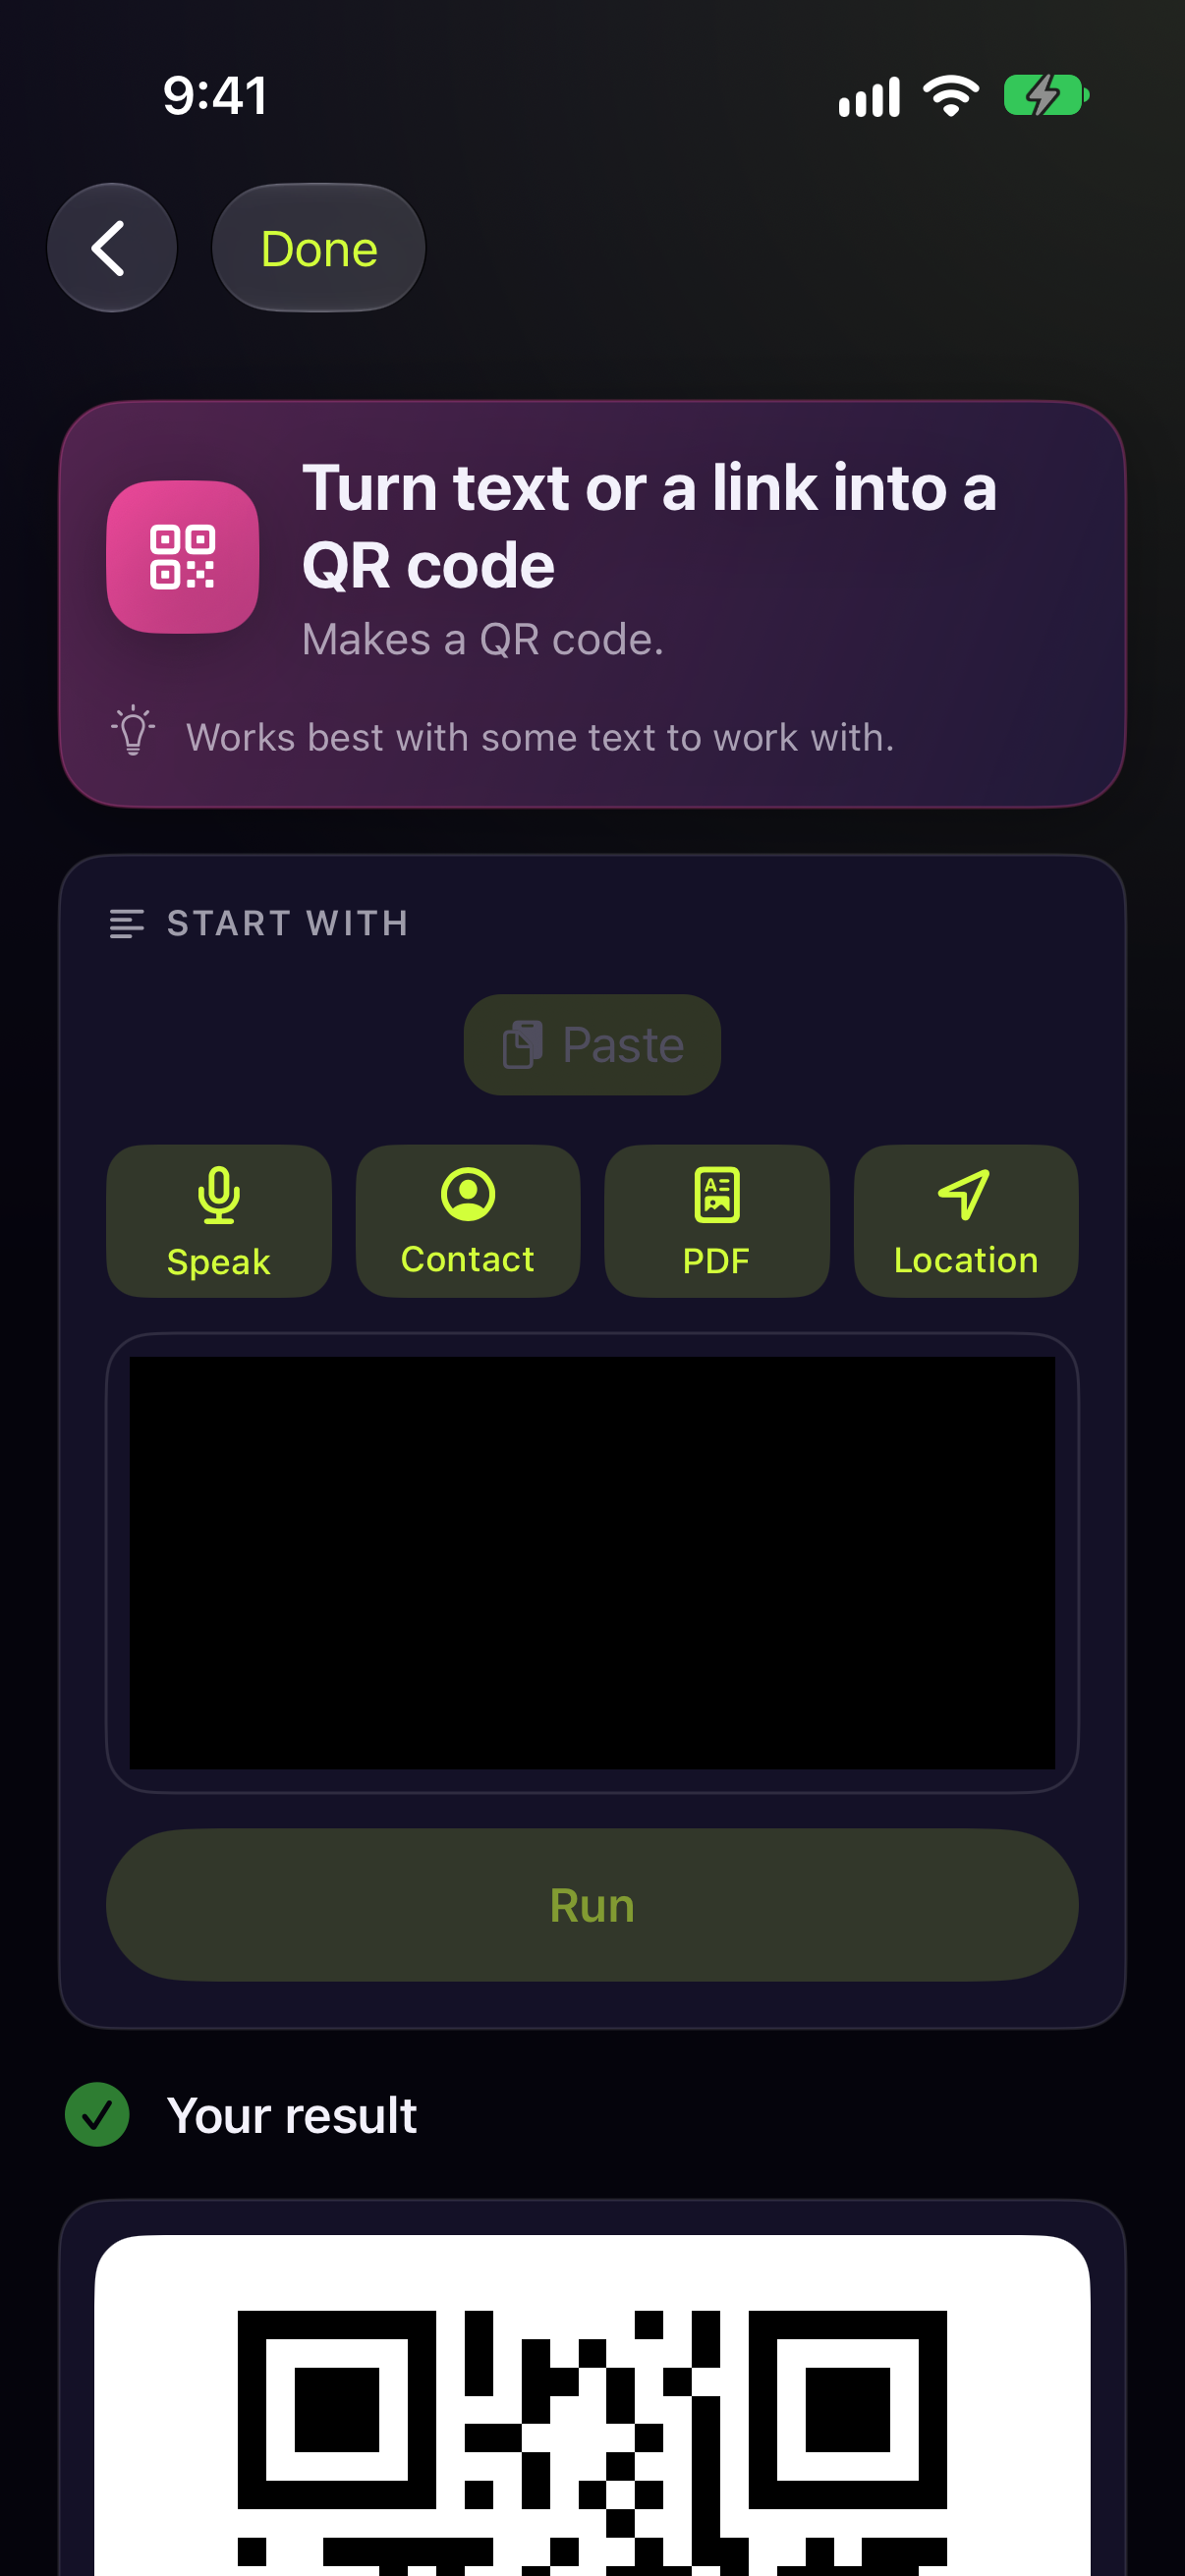 9:41
Done
Turn text or a link into a
QR code
Makes a QR code.
Works best with some text to work with.
START WITH
Paste
Speak
Contact
PDF
Location
Run
Your result